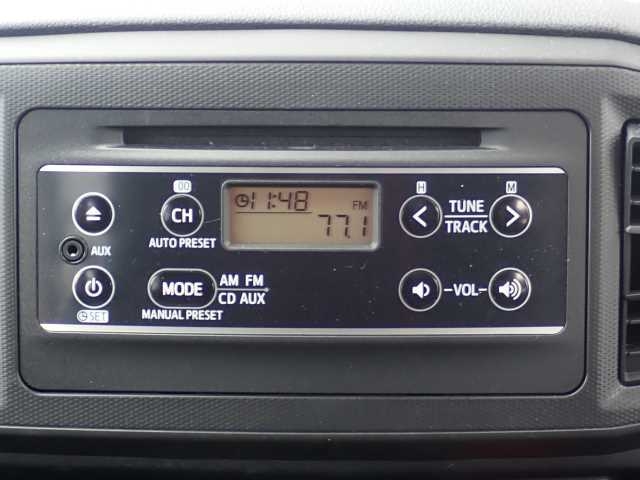 :00
H
M
11:48
FM
77.1
CH
AUTO PRESET
TUNE
TRACK
AUX
MODE
AM FM
CD AUX
MANUAL PRESET
VOL
SET